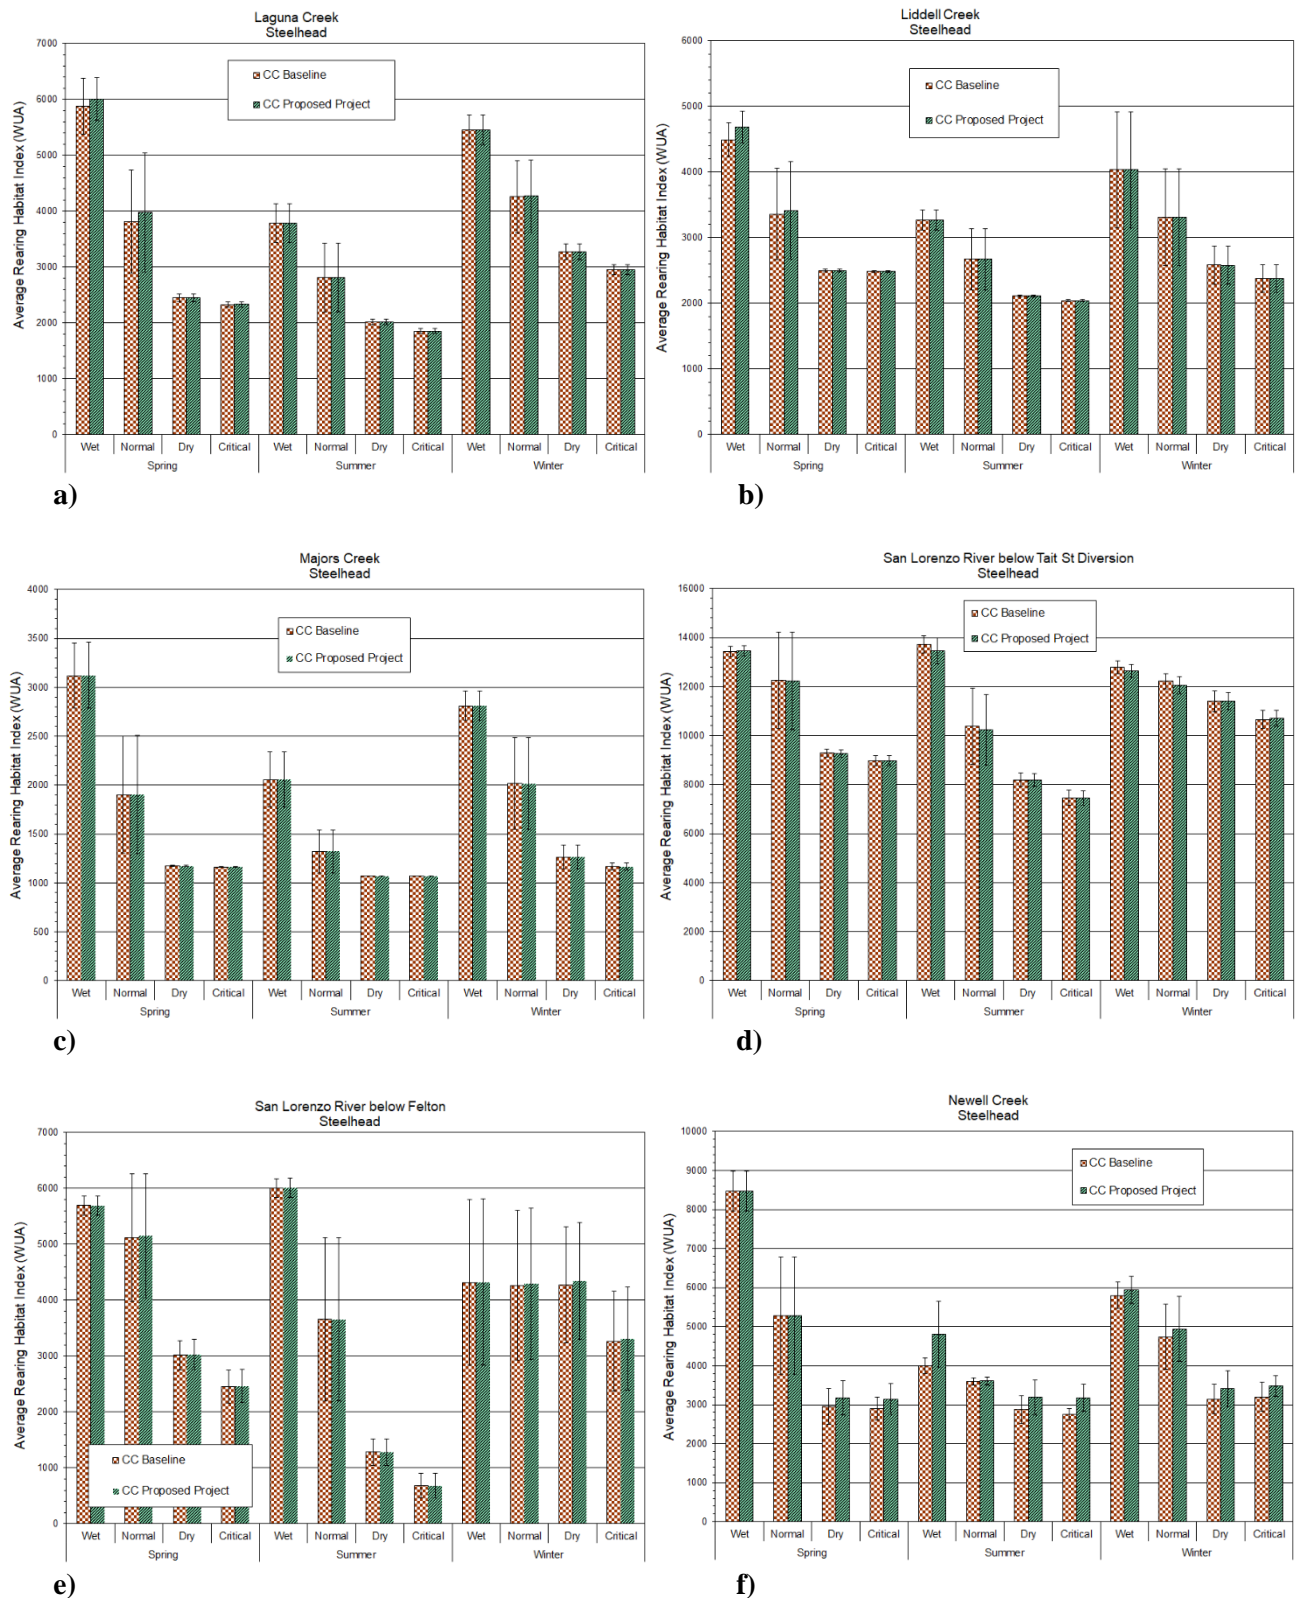 Laguna Creek
Steelhead
Average Rearing Habitat Index (WUA)
7000
6000
5000
4000
3000
2000
1000
0
CC Baseline
CC Proposed Project
Wet Normal Dry Critical Wet Normal Dry Critical Wet Normal Dry Critical
Spring Summer Winter
a)
Liddell Creek
Steelhead
Average Rearing Habitat Index (WUA)
6000
5000
4000
3000
2000
1000
0
CC Baseline
CC Proposed Project
Wet Normal Dry Critical Wet Normal Dry Critical Wet Normal Dry Critical
Spring Summer Winter
b)
Majors Creek
Steelhead
Average Rearing Habitat Index (WUA)
4000
3500
3000
2500
2000
1500
1000
500
0
CC Baseline
CC Proposed Project
Wet Normal Dry Critical Wet Normal Dry Critical Wet Normal Dry Critical
Spring Summer Winter
c)
San Lorenzo River below Tait St Diversion
Steelhead
Average Rearing Habitat Index (WUA)
16000
14000
12000
10000
8000
6000
4000
2000
0
CC Baseline
CC Proposed Project
Wet Normal Dry Critical Wet Normal Dry Critical Wet Normal Dry Critical
Spring Summer Winter
d)
San Lorenzo River below Felton
Steelhead
Average Rearing Habitat Index (WUA)
7000
6000
5000
4000
3000
2000
1000
0
CC Baseline
CC Proposed Project
Wet Normal Dry Critical Wet Normal Dry Critical Wet Normal Dry Critical
Spring Summer Winter
e)
Newell Creek
Steelhead
Average Rearing Habitat Index (WUA)
10000
9000
8000
7000
6000
5000
4000
3000
2000
1000
0
CC Baseline
CC Proposed Project
Wet Normal Dry Critical Wet Normal Dry Critical Wet Normal Dry Critical
Spring Summer Winter
f)